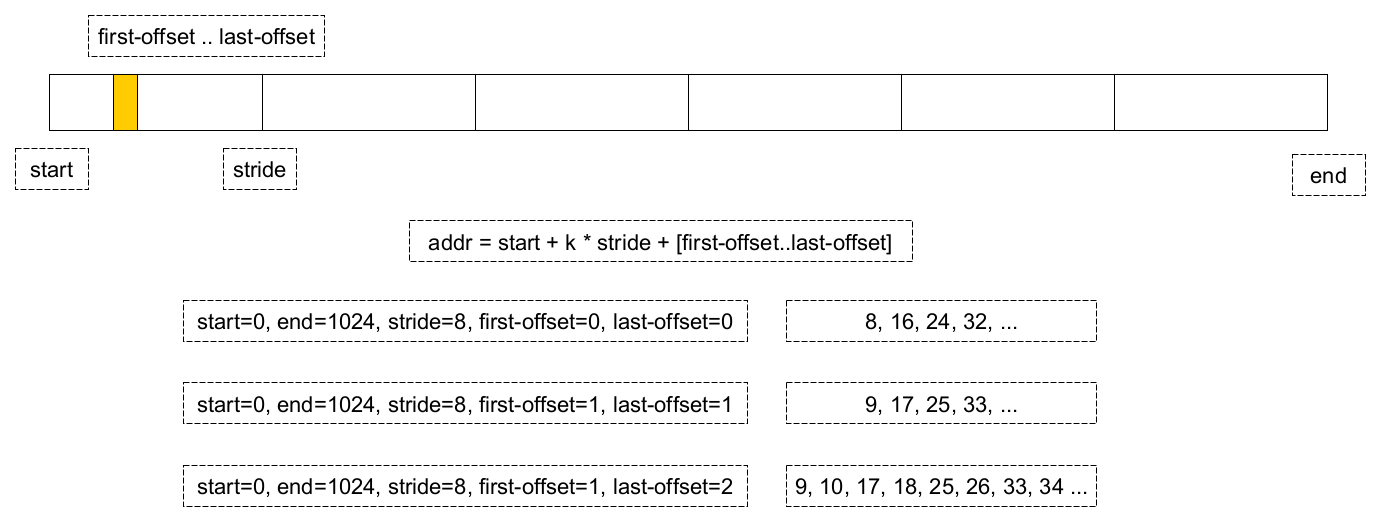 first-offset .. last-offset
start
stride
end
addr = start + k * stride + [first-offset..last-offset]
start=0, end=1024, stride=8, first-offset=0, last-offset=0
8, 16, 24, 32, ...
start=0, end=1024, stride=8, first-offset=1, last-offset=1
9, 17, 25, 33, ...
start=0, end=1024, stride=8, first-offset=1, last-offset=2
9, 10, 17, 18, 25, 26, 33, 34 ...